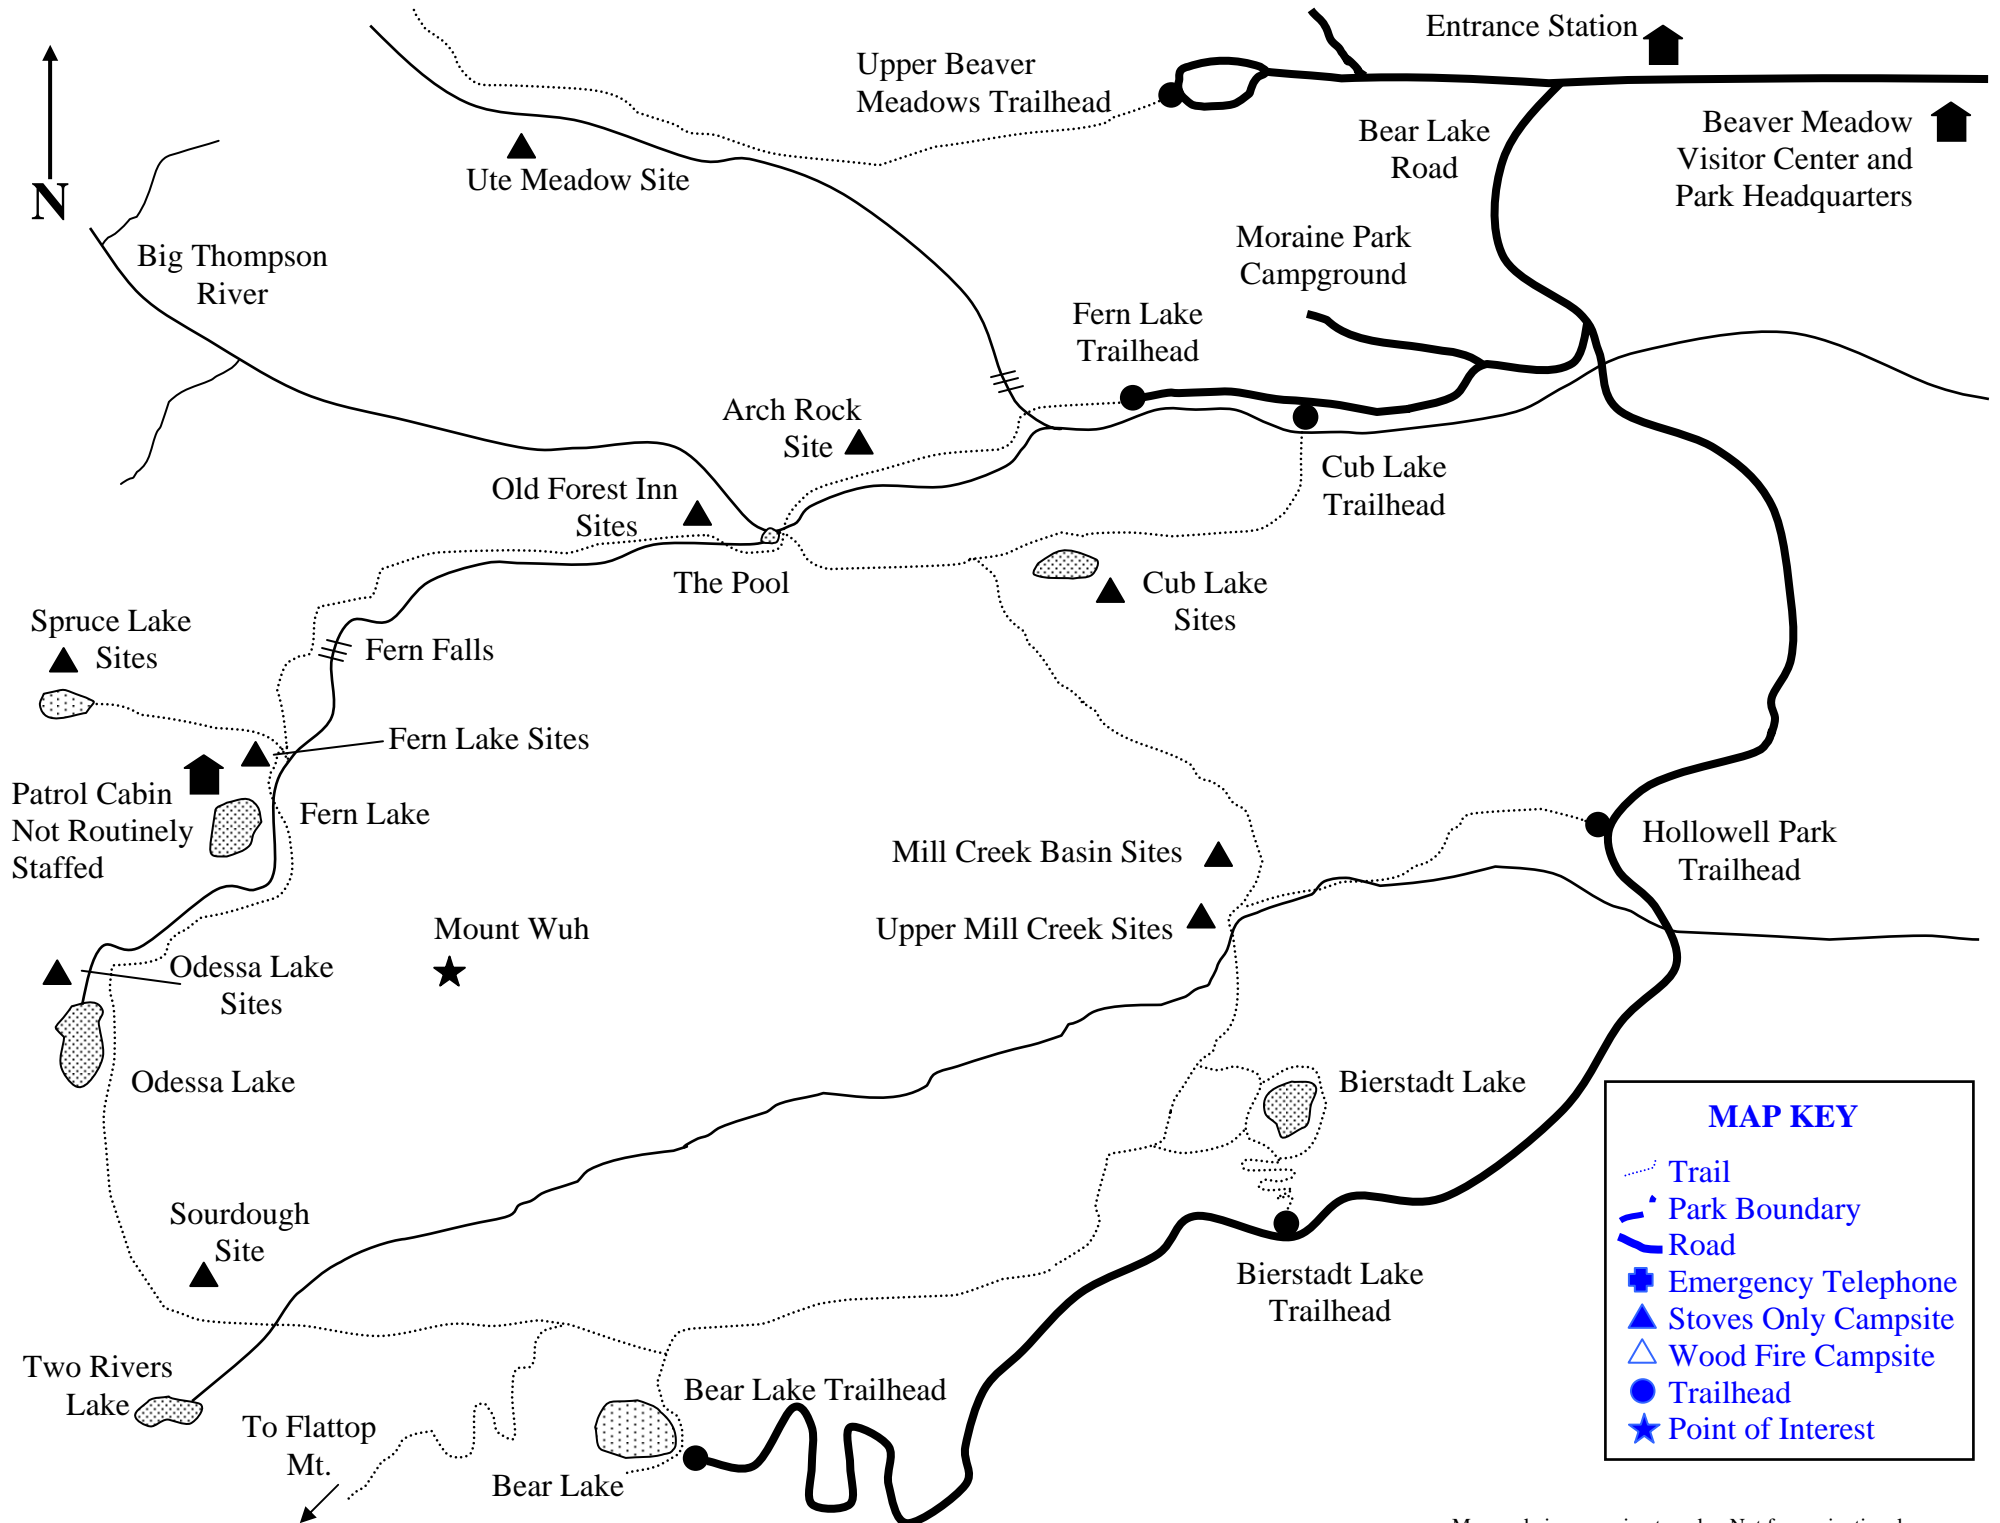 Entrance Station
Upper Beaver
Meadows Trailhead
Bear Lake
Road
Beaver Meadow
Visitor Center and
Park Headquarters
Ute Meadow Site
N
Big Thompson
River
Moraine Park
Campground
Fern Lake
Trailhead
Arch Rock
Site
Cub Lake
Trailhead
Old Forest Inn
Sites
The Pool
Cub Lake
Sites
Spruce Lake
Sites
Fern Falls
Fern Lake Sites
Patrol Cabin
Not Routinely
Staffed
Fern Lake
Hollowell Park
Trailhead
Mill Creek Basin Sites
Upper Mill Creek Sites
Mount Wuh
Odessa Lake
Sites
Odessa Lake
Bierstadt Lake
Sourdough
Site
Bierstadt Lake
Trailhead
Two Rivers
Lake
Bear Lake Trailhead
To Flattop
Mt.
Bear Lake
MAP KEY
Trail
Park Boundary
Road
Emergency Telephone
Stoves Only Campsite
Wood Fire Campsite
Trailhead
Point of Interest